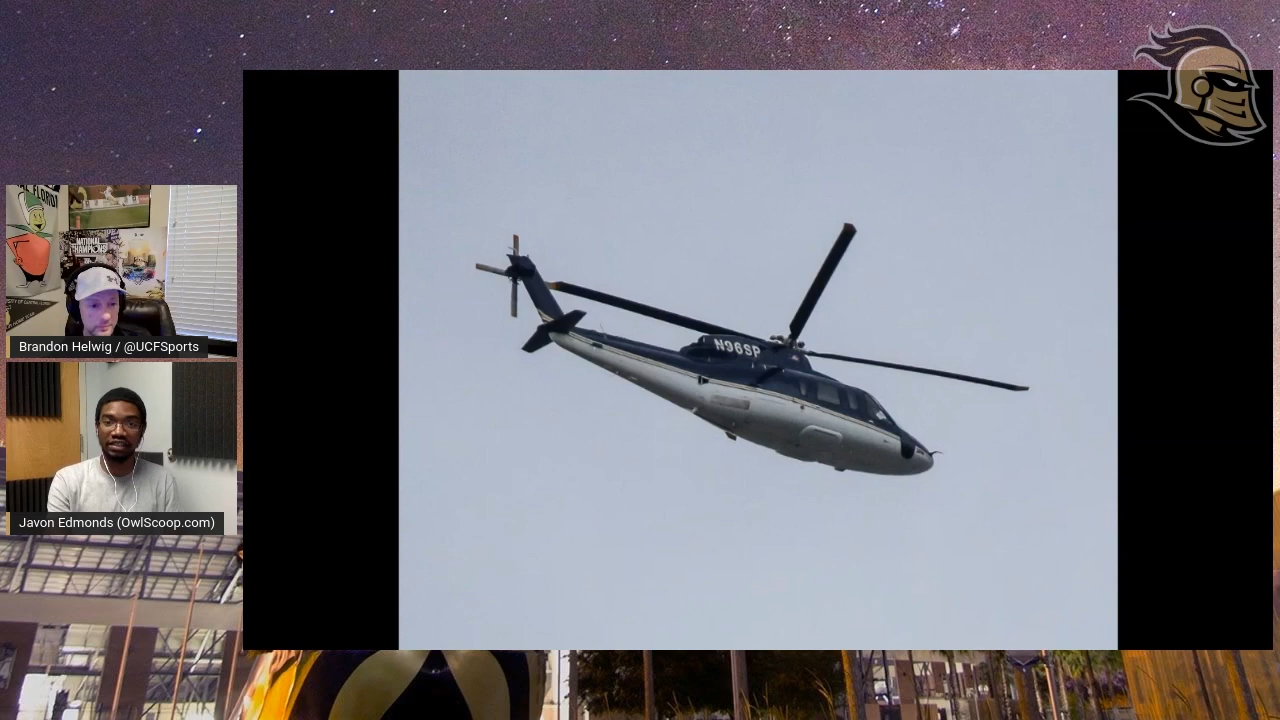 NATIONAL
CHAMPIONS
Brandon Helwig / @UCFSports
Javon Edmonds (OwlScoop.com)
N96SP